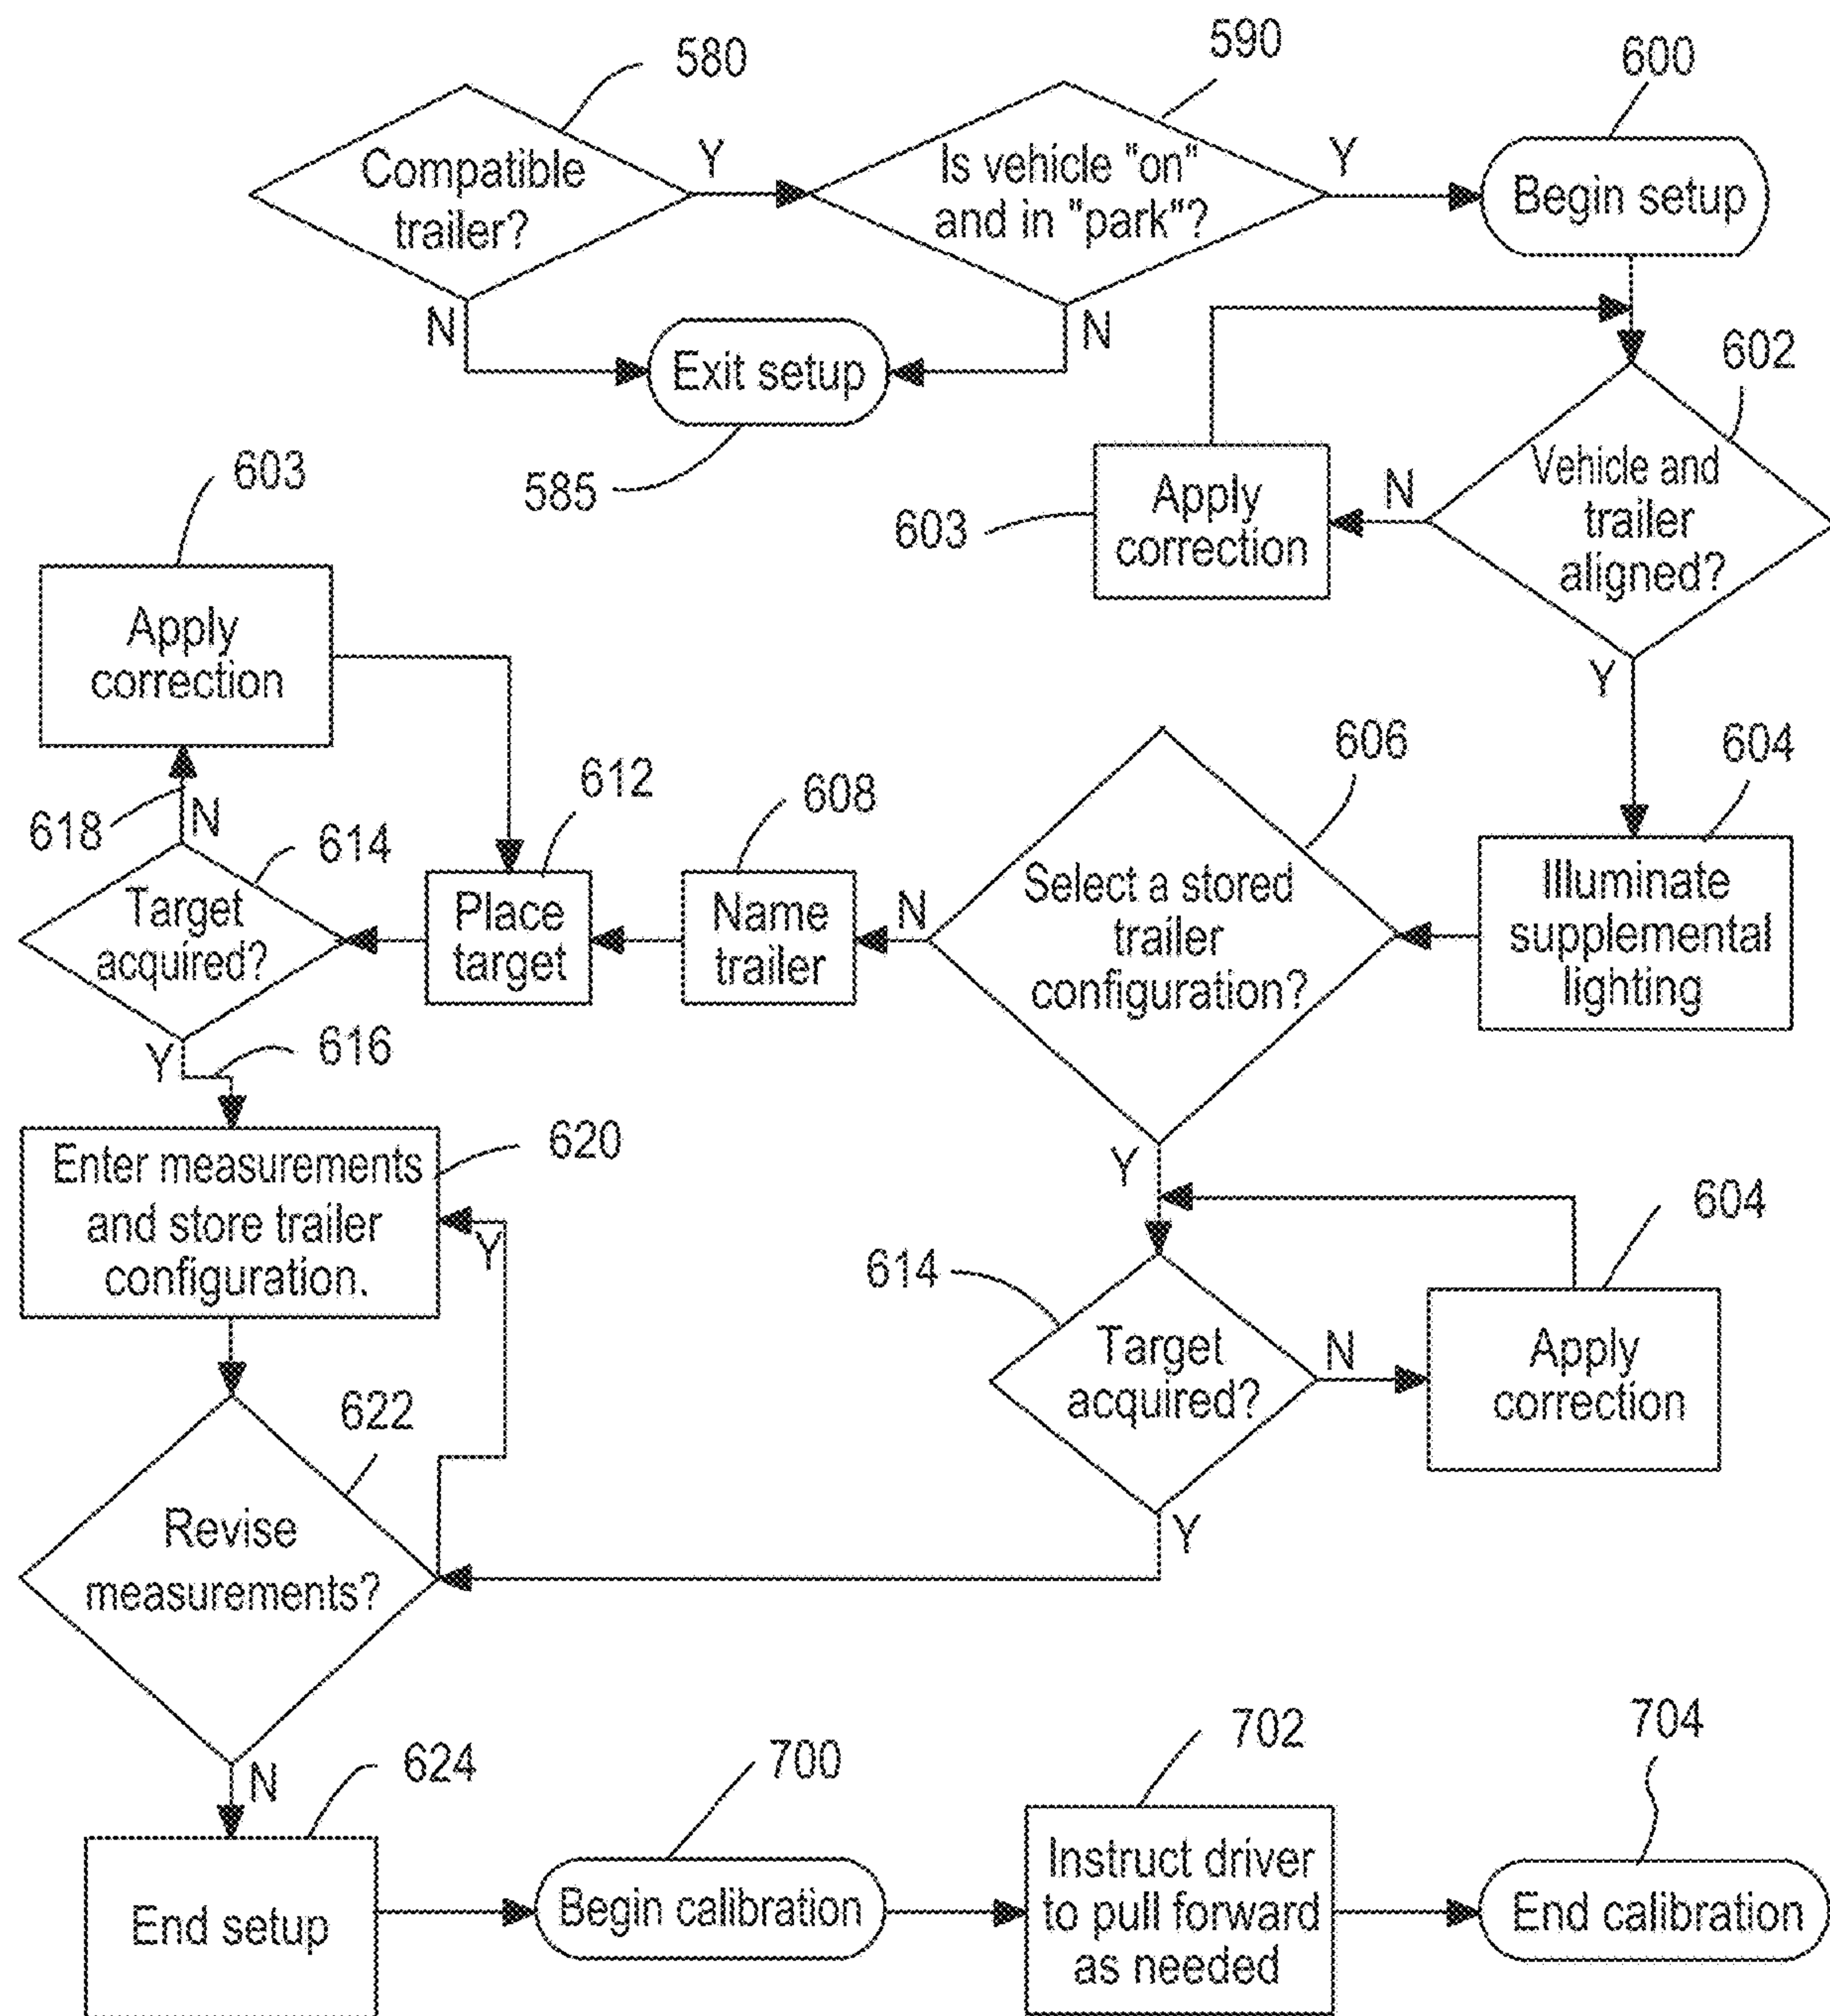 580
590
600
Compatible
trailer?
Y
Is vehicle "on"
and in "park"?
Y
Begin setup
N
Exit setup
N
585
602
Vehicle and
trailer
aligned?
N
Apply
correction
603
Y
603
Apply
correction
618
N
614
Target
acquired?
612
Place
target
608
Name
trailer
N
606
Select a stored
trailer
configuration?
604
Illuminate
supplemental
lighting
Y
616
Enter measurements
and store trailer
configuration.
620
Y
Y
614
Target
acquired?
N
604
Apply
correction
622
Revise
measurements?
Y
N
624
End setup
700
Begin calibration
702
Instruct driver
to pull forward
as needed
704
End calibration